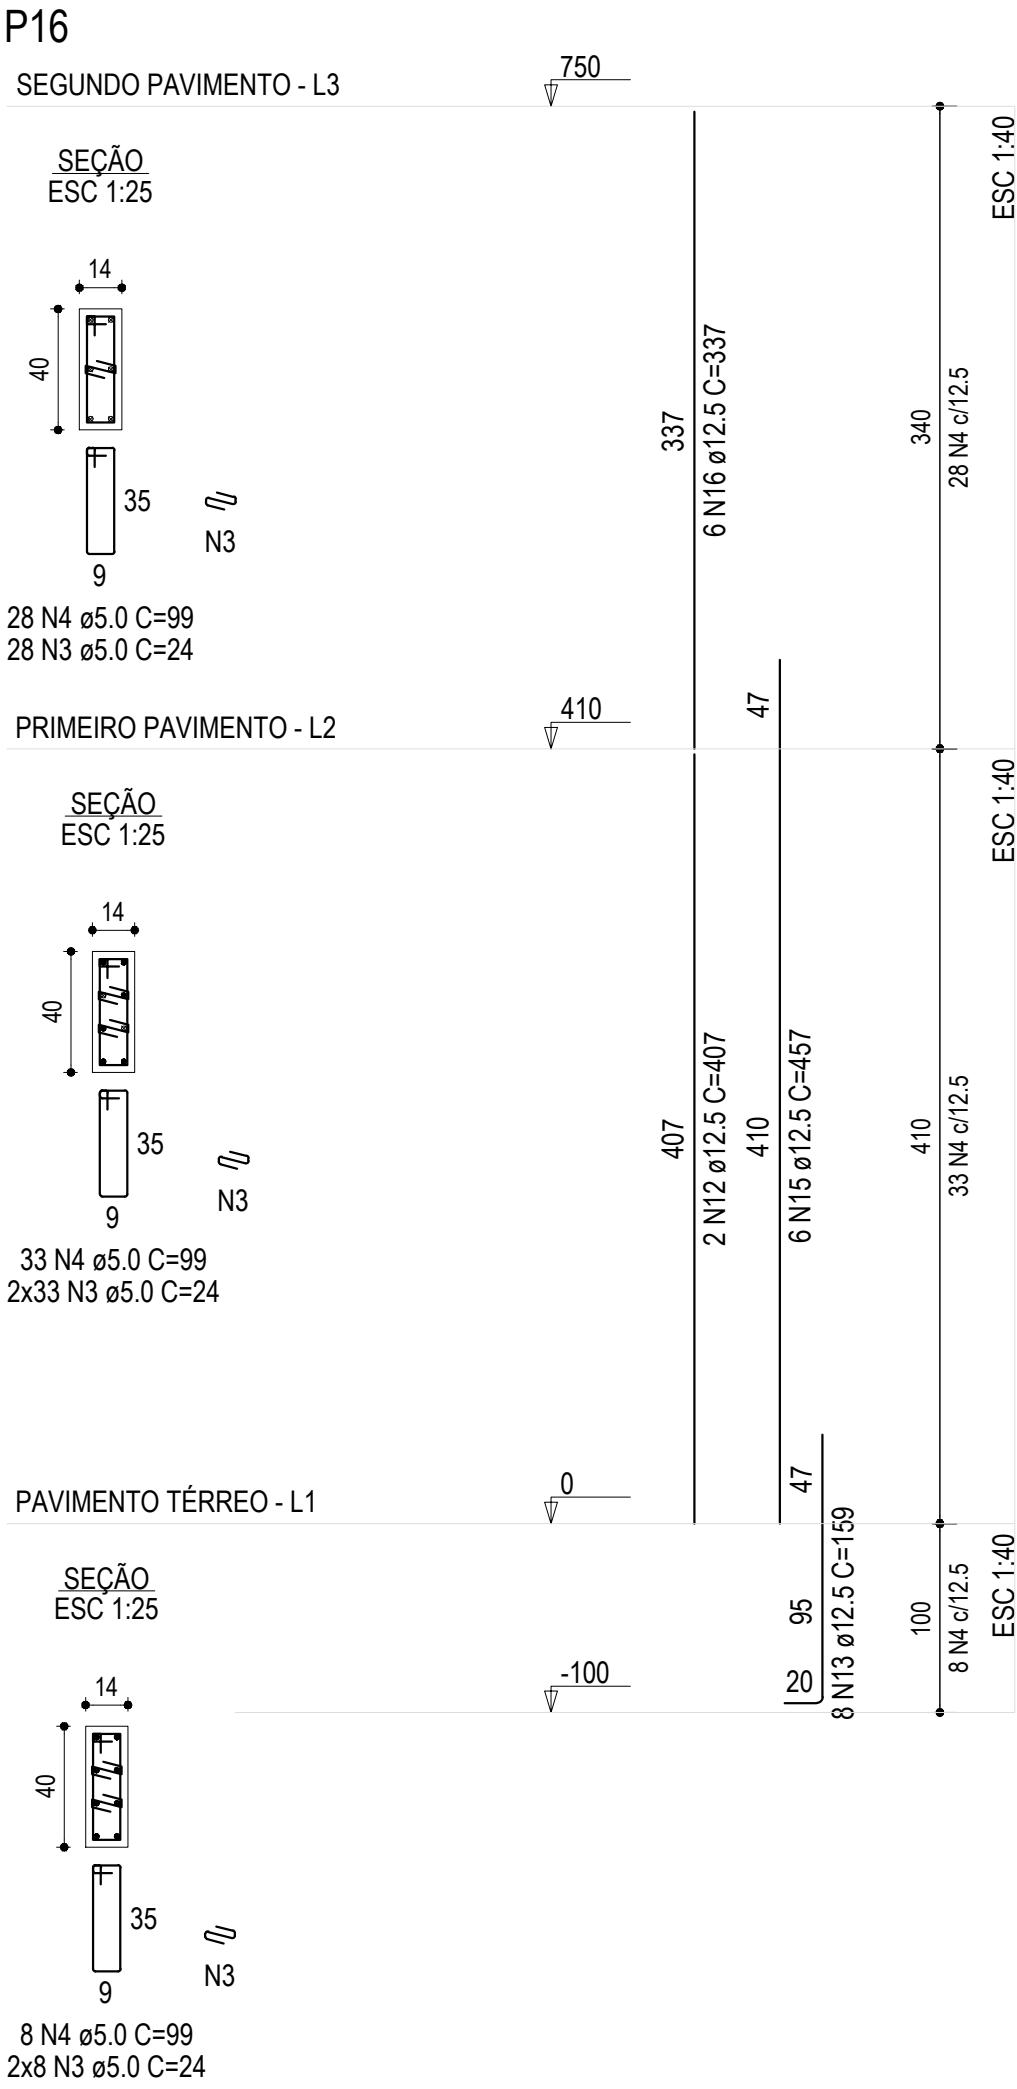 P16
SEGUNDO PAVIMENTO - L3
750
ESC 1:40
SEÇÃO
ESC 1:25
14
40
35
9
N3
28 N4 ø5.0 C=99
28 N3 ø5.0 C=24
337
6 N16 ø12.5 C=337
340
28 N4 c/12.5
47
PRIMEIRO PAVIMENTO - L2
410
ESC 1:40
SEÇÃO
ESC 1:25
14
40
35
9
N3
33 N4 ø5.0 C=99
2x33 N3 ø5.0 C=24
407
2 N12 ø12.5 C=407
410
6 N15 ø12.5 C=457
410
33 N4 c/12.5
47
PAVIMENTO TÉRREO - L1
0
ESC 1:40
SEÇÃO
ESC 1:25
95
20
8 N13 ø12.5 C=159
100
8 N4 c/12.5
-100
14
40
35
9
N3
8 N4 ø5.0 C=99
2x8 N3 ø5.0 C=24